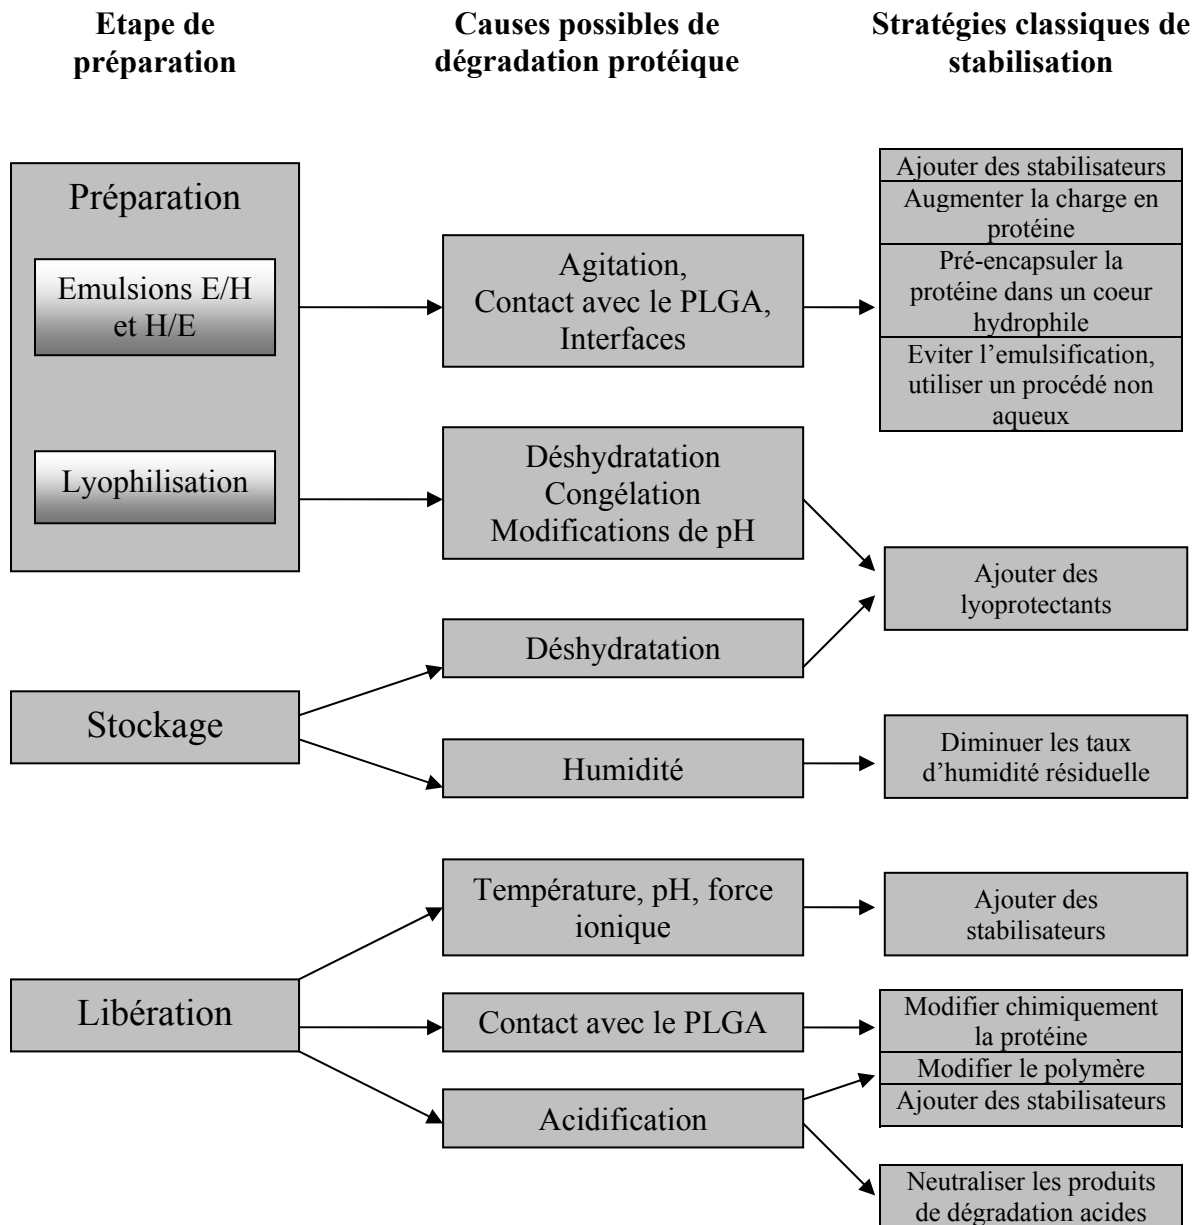 Etape de
préparation
Causes possibles de
dégradation protéique
Stratégies classiques de
stabilisation
Préparation
Emulsions E/H
et H/E
Agitation,
Contact avec le PLGA,
Interfaces
Ajouter des stabilisateurs
Augmenter la charge en
protéine
Pré-encapsuler la
protéine dans un coeur
hydrophile
Eviter l’emulsification,
utiliser un procédé non
aqueux
Lyophilisation
Déshydratation
Congélation
Modifications de pH
Ajouter des
lyoprotectants
Stockage
Déshydratation
Humidité
Diminuer les taux
d’humidité résiduelle
Libération
Température, pH, force
ionique
Ajouter des
stabilisateurs
Contact avec le PLGA
Modifier chimiquement
la protéine
Modifier le polymère
Ajouter des stabilisateurs
Acidification
Neutraliser les produits
de dégradation acides